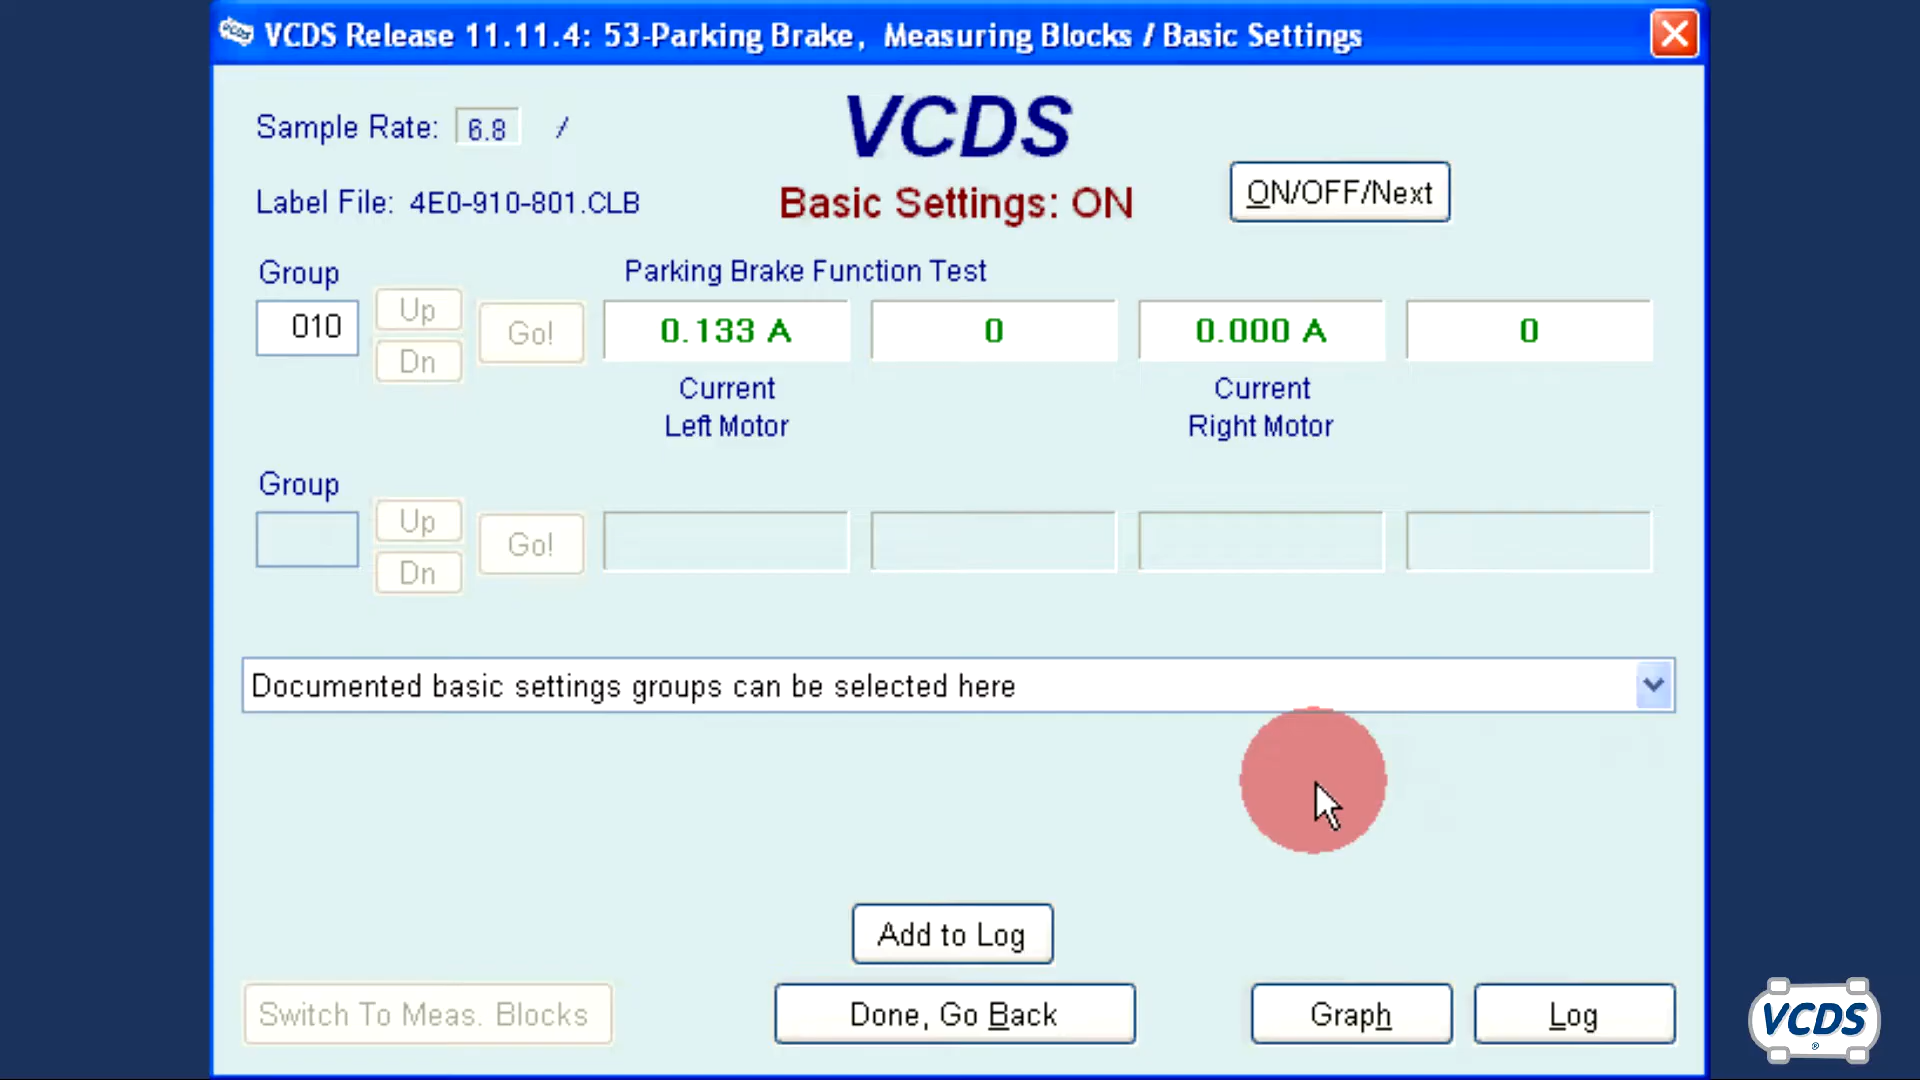 VCDS Release 11.11.4: 53-Parking Brake, Measuring Blocks / Basic Settings
Sample Rate: 6.8 /
VCDS
Label File: 4E0-910-801.CLB
Basic Settings: ON
ON/OFF/Next
Group
Parking Brake Function Test
010
Up
Dn
Go!
0.133 A
0
0.000 A
0
Current
Left Motor
Current
Right Motor
Group
Up
Dn
Go!
Documented basic settings groups can be selected here
Add to Log
Switch To Meas. Blocks
Done, Go Back
Graph
Log
VCDS
®